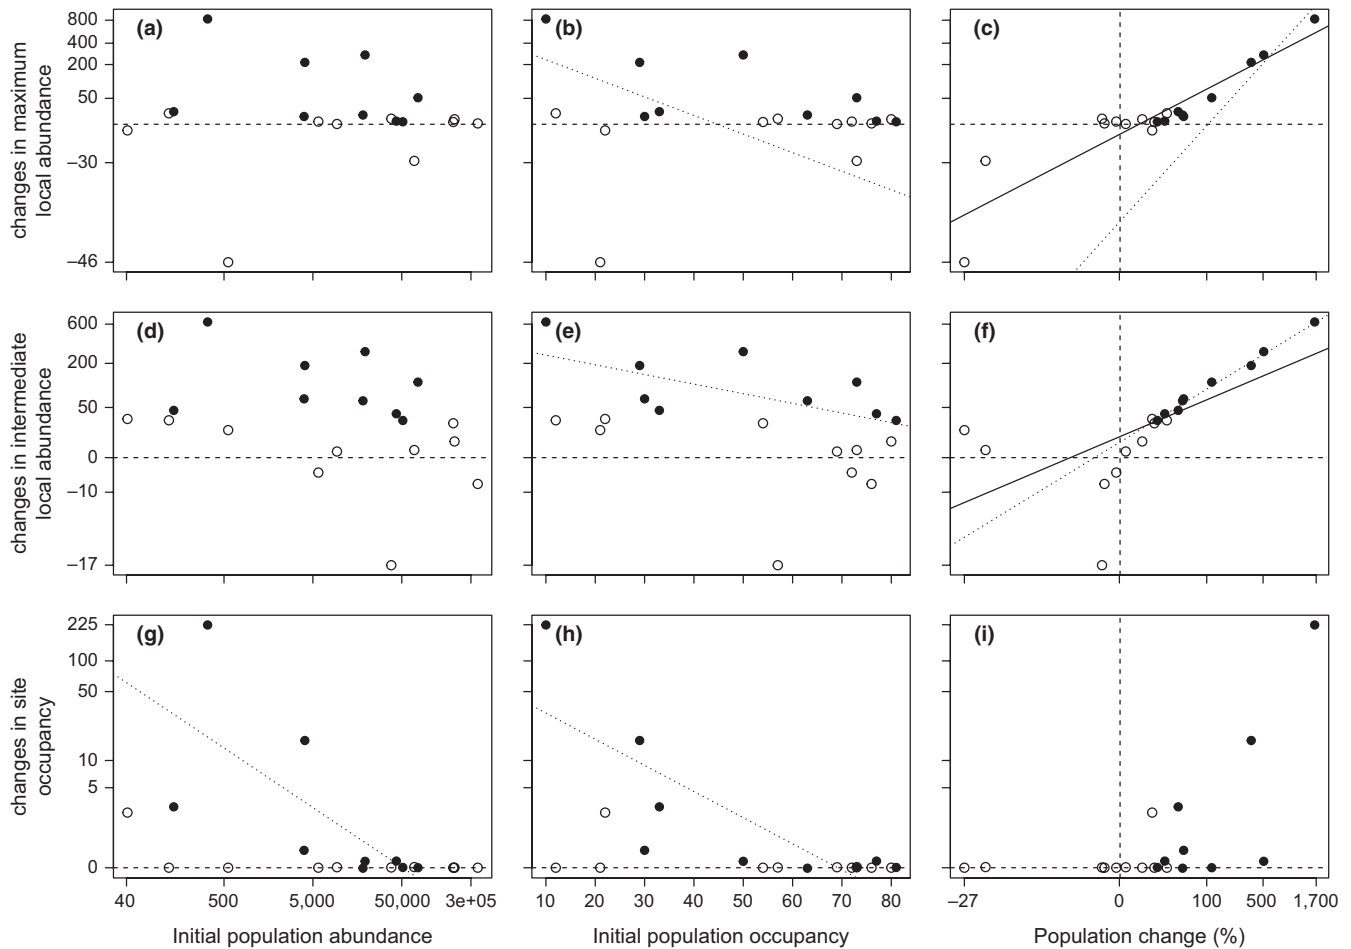 (a) (b) (c)
changes in maximum
local abundance
800
400
200
50
−30
−46
(d) (e) (f)
changes in intermediate
local abundance
600
200
50
0
−10
−17
(g) (h) (i)
changes in site
occupancy
225
100
50
10
5
0
40 500 5,000 50,000 3e+05 10 20 30 40 50 60 70 80 −27 0 100 500 1,700
Initial population abundance Initial population occupancy Population change (%)